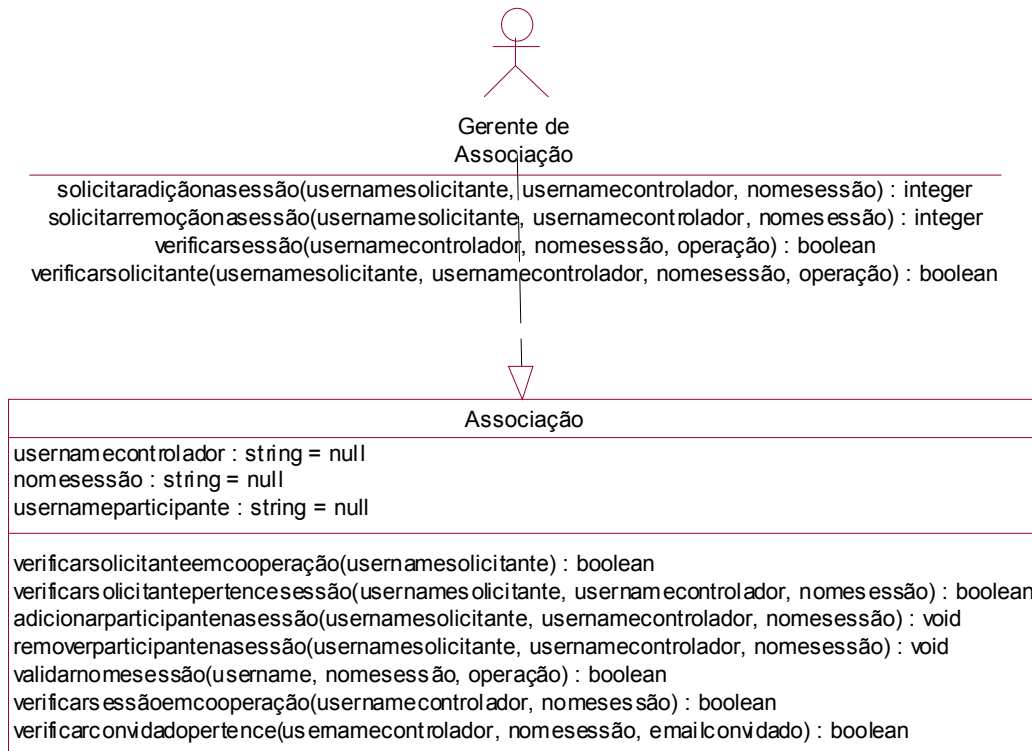 Gerente de
Associação
solicitaradiçãonasessão(usernamesolicitante, usernamecontrolador, nomesessão) : integer
solicitarremoçãonasessão(usernamesolicitante, usernamecontrolador, nomesessão) : integer
verificarsessão(usernamecontrolador, nomesessão, operação) : boolean
verificarsolicitante(usernamesolicitante, usernamecontrolador, nomesessão, operação) : boolean
Associação
usernamecontrolador : string = null
nomesessão : string = null
usernameparticipante : string = null
verificarsolicitanteemcooperação(usernamesolicitante) : boolean
verificarsolicitantepertencesessão(usernamesolicitante, usernamecontrolador, nomesessão) : boolean
adicionarparticipantenasessão(usernamesolicitante, usernamecontrolador, nomesessão) : void
removerparticipantenasessão(usernamesolicitante, usernamecontrolador, nomesessão) : void
validarnomesessão(username, nomesessão, operação) : boolean
verificarsessãoemcooperação(usernamecontrolador, nomesessão) : boolean
verificarconvidadopertence(usernamecontrolador, nomesessão, emailconvidado) : boolean